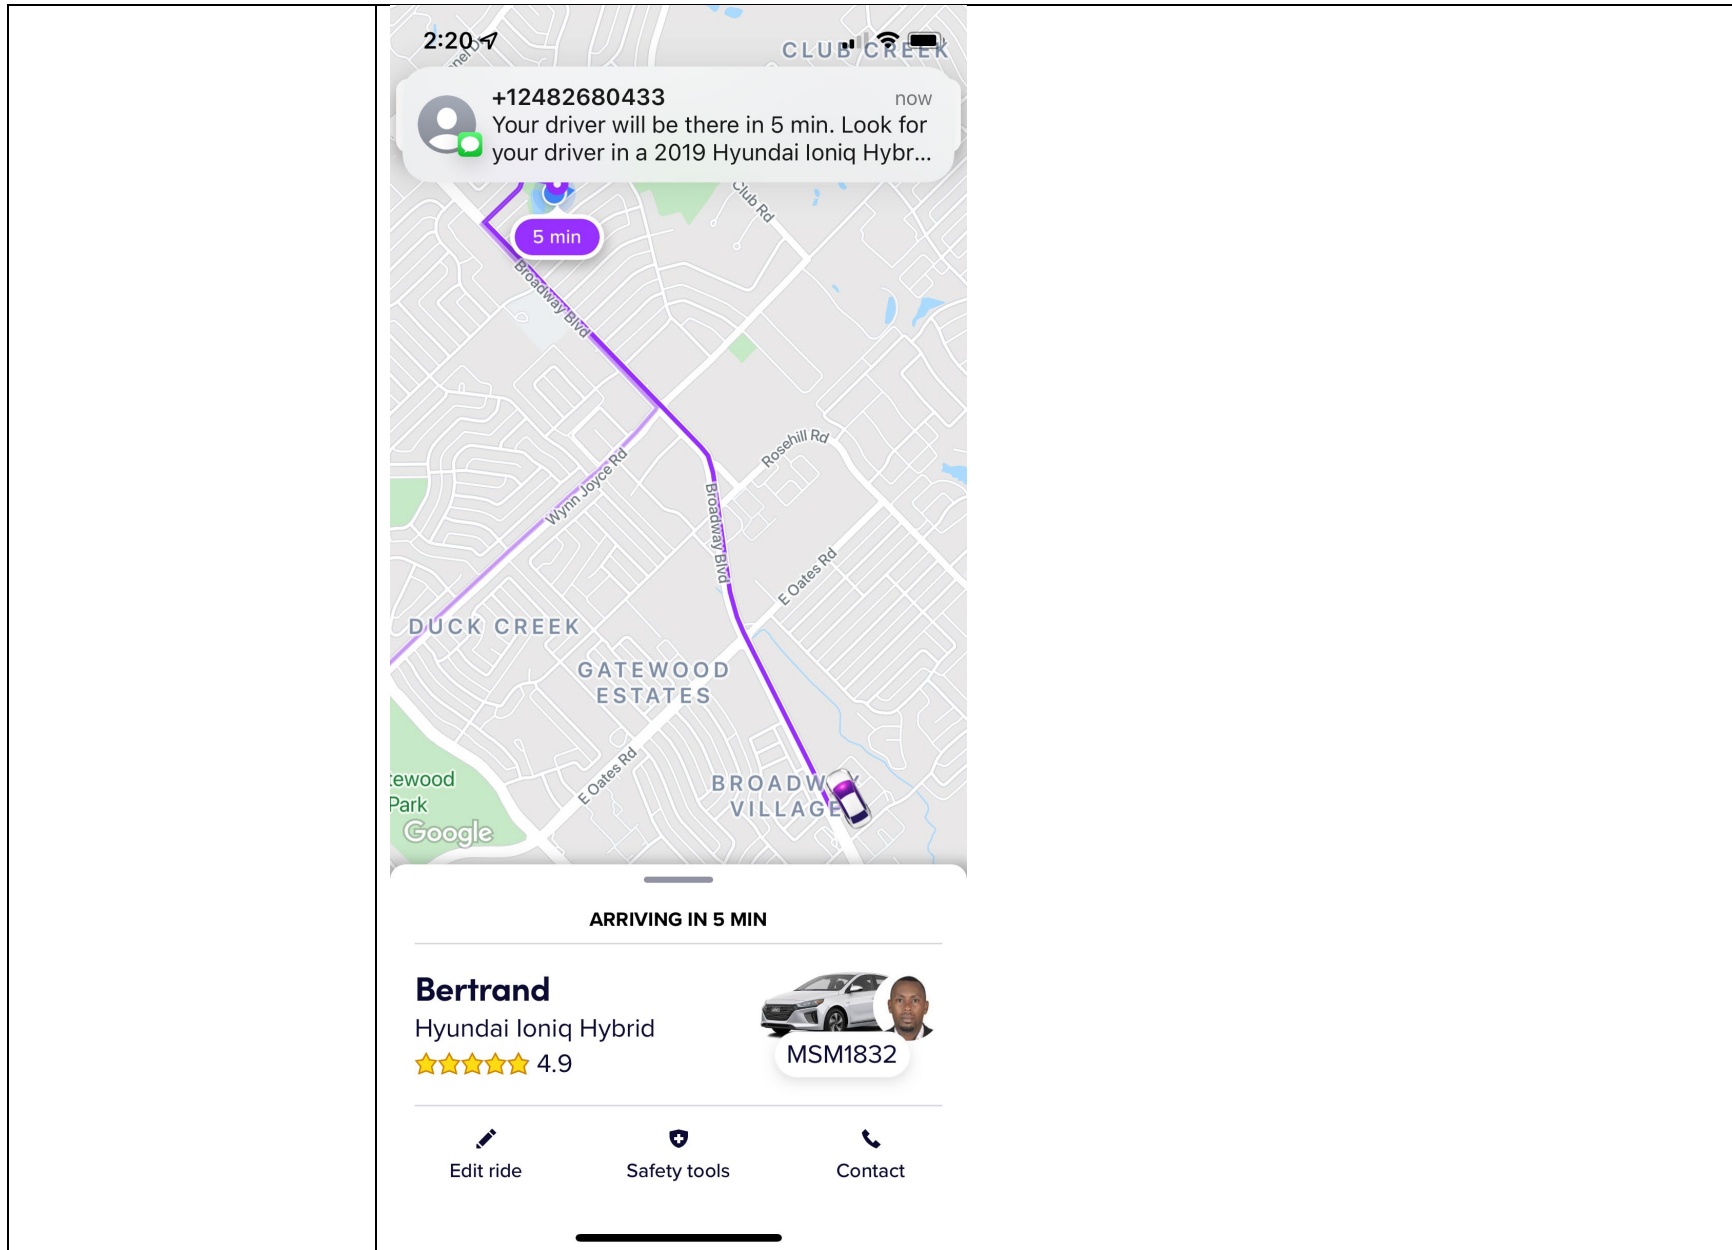 2:20
CLUB CREEK
+12482680433
now
Your driver will be there in 5 min. Look for
your driver in a 2019 Hyundai Ioniq Hybr...
Club Rd
5 min
Broadway Blvd
Rosehill Rd
Wynn Joyce Rd
Broadway Blvd
E Oates Rd
DUCK CREEK
GATEWOOD
ESTATES
E Oates Rd
BROADW Y
VILLAGE
ewood
Park
Google
ARRIVING IN 5 MIN
Bertrand
Hyundai Ioniq Hybrid
4.9
MSM1832
Edit ride
Safety tools
Contact